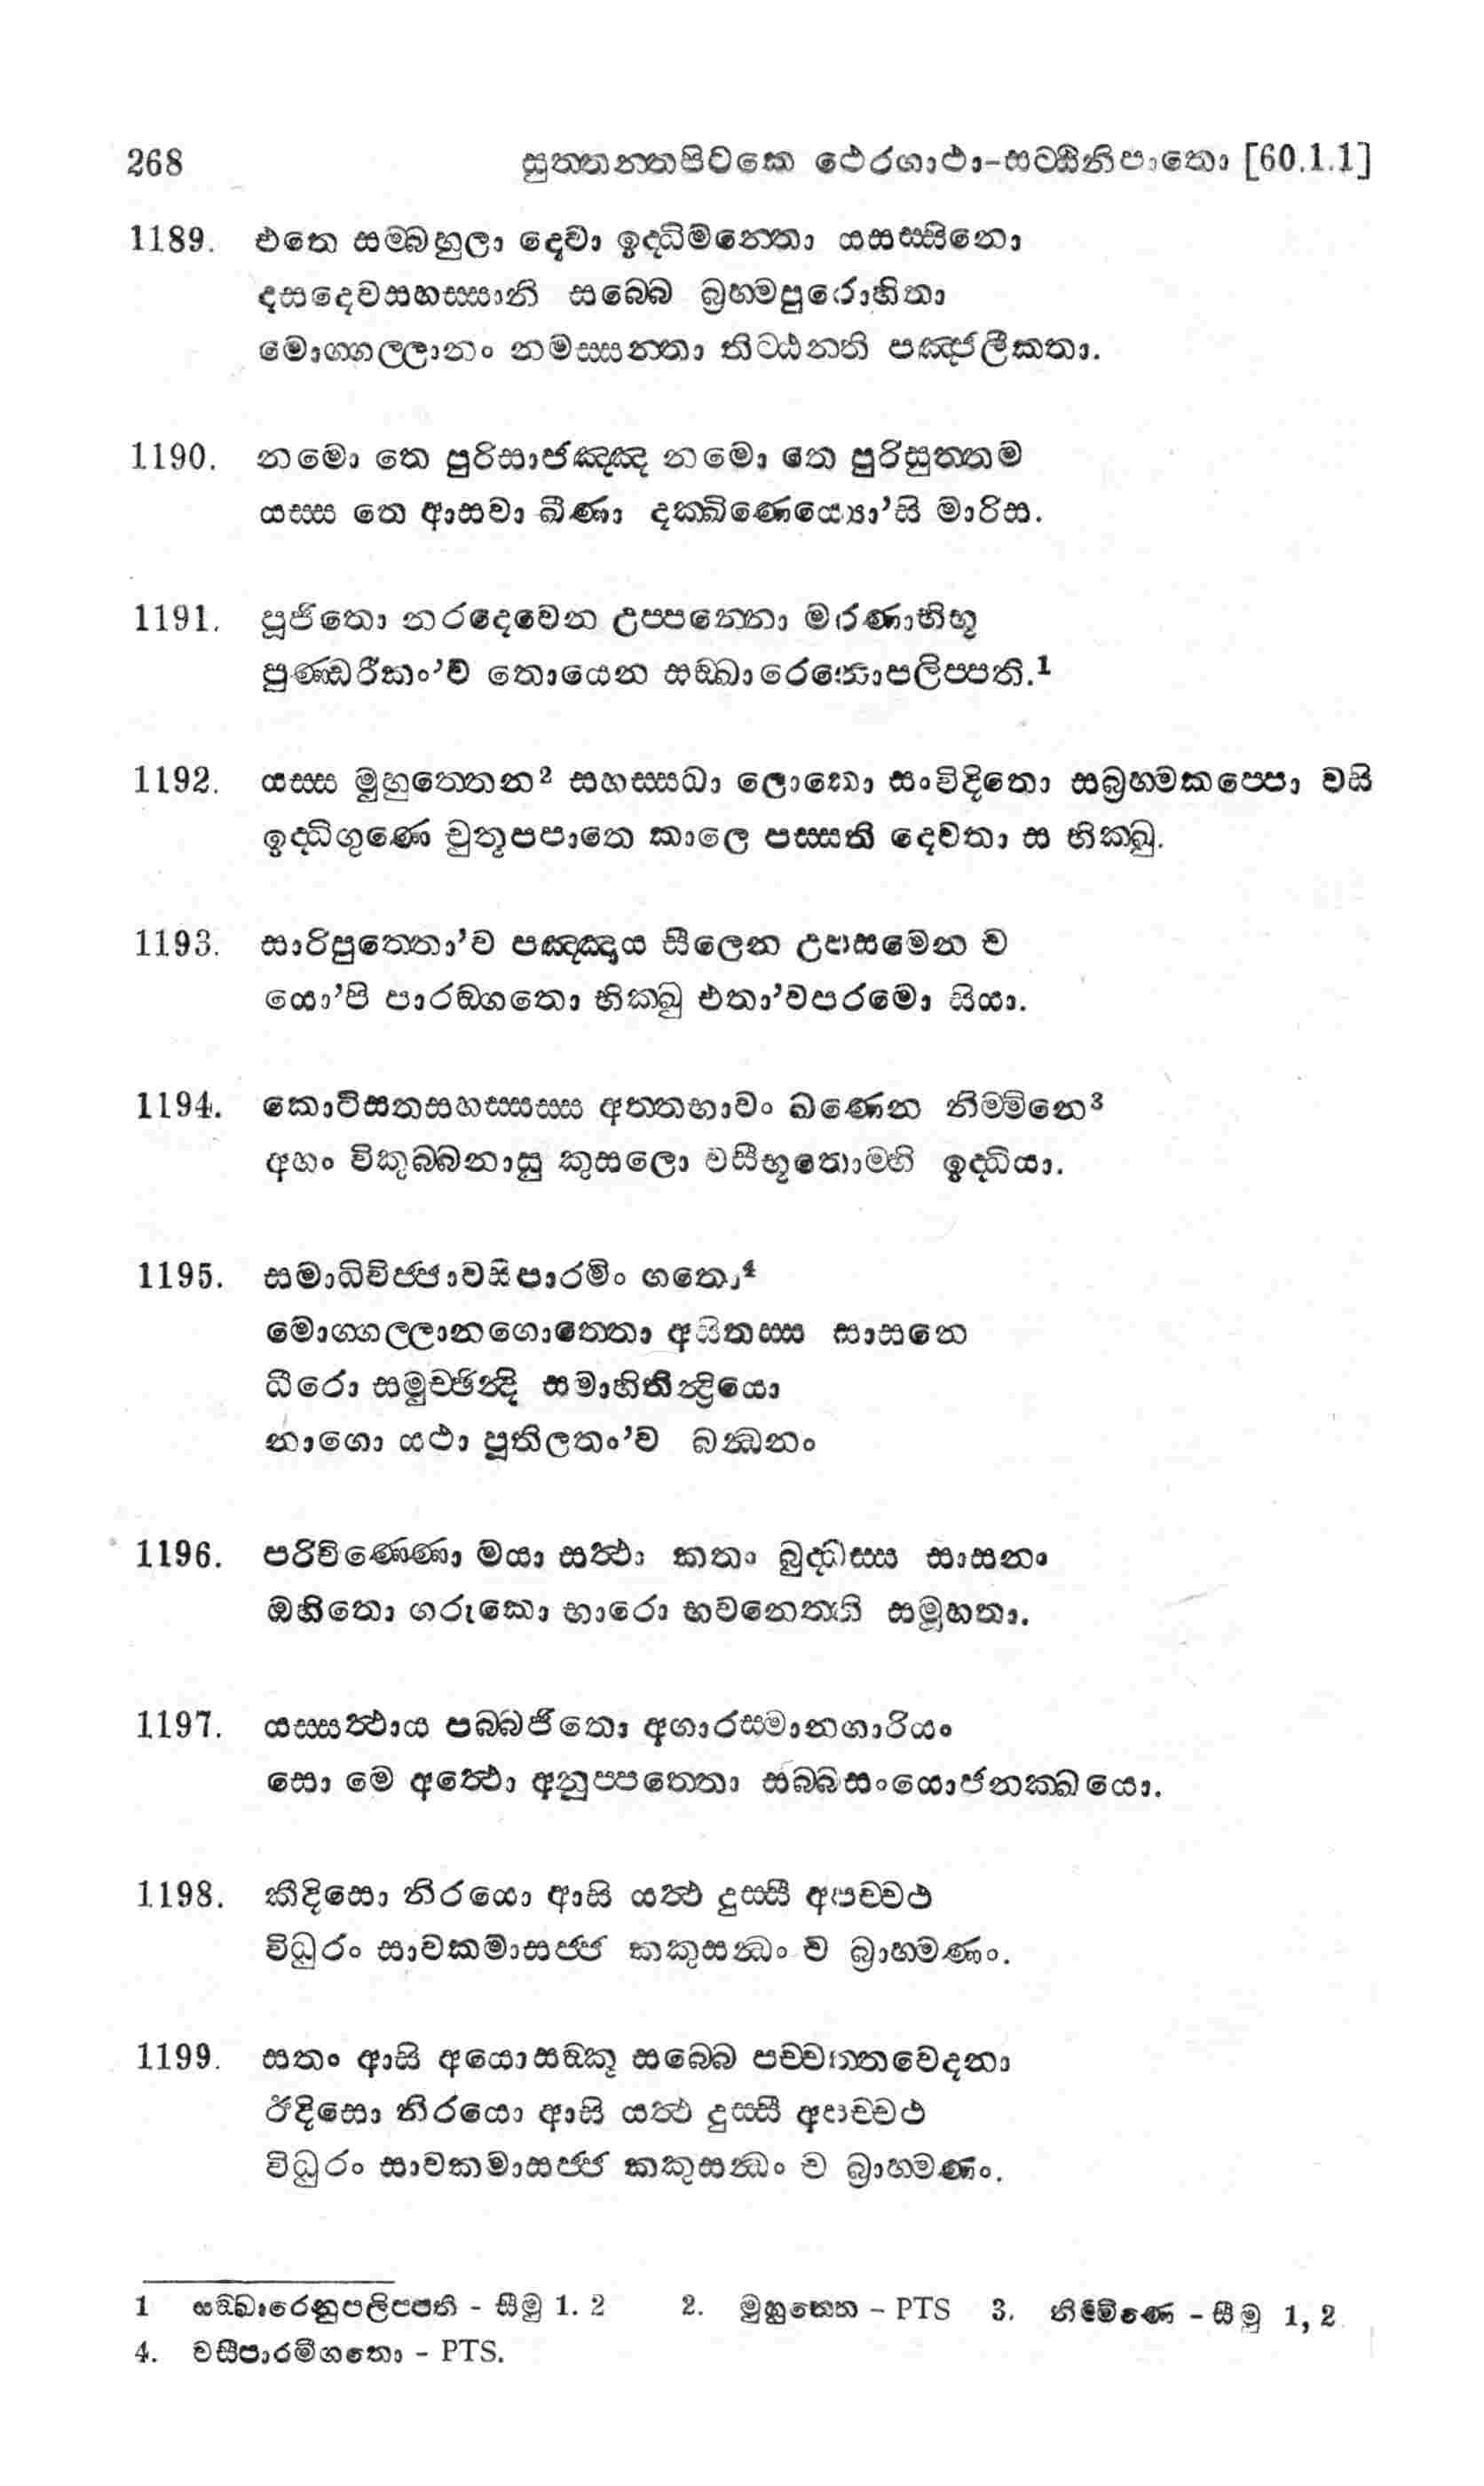 268 සුත්තන්තපිටකෙ ථෙරගාථා-සට්ඨිනිපාතො [60.1.1]
1189. එතෙ සම්බහුලා දෙවා ඉද්ධිමන්තො යසස්සිනො
දසදෙවසහස්සානි සබ්බෙ බ්‍රහ්මපුරොහිතා
මොග්ගල්ලානං නමස්සන්තා තිට්ඨන්ති පඤ්ජලීකතා.
1190. නමො තෙ පුරිසාජඤ්ඤ නමො තෙ පුරිසුත්තම
යස්ස තෙ ආසවා ඛීණා දක්ඛිණෙය්‍යො’සි මාරිස.
1191. පූජිතො නරදෙවෙන උප්පන්නො මරණාභිභූ
පුණ්ඩරීකං’ව තොයෙන සඞ්ඛාරෙනොපලිප්පති.1
1192. යස්ස මුහුත්තෙන2 සහස්සධා ලොකො සංවිදිතො සබ්‍රහ්මකප්පො වසි
ඉද්ධිගුණෙ චුතූපපාතෙ කාලෙ පස්සති දෙවතා ස භික්ඛු.
1193. සාරිපුත්තො’ව පඤ්ඤාය සීලෙන උපසමෙන ච
යො’පි පාරඞ්ගතො භික්ඛු එතා’වපරමො සියා.
1194. කොටිසතසහස්සස්ස අත්තභාවං ඛණෙන නිම්මිනෙ3
අහං විකුබ්බනාසු කුසලො වසීභූතොම්හි ඉද්ධියා.
1195. සමාධිවිජ්ජාවසිපාරමිං ගතො4
මොග්ගල්ලානගොත්තො අසිතස්ස සාසනෙ
ධීරො සමුච්ඡින්දි සමාහිතින්ද්‍රියො
නාගො යථා පූතිලතං’ව බන්ධනං
1196. පරිචිණ්ණො මයා සත්ථා කතං බුද්ධස්ස සාසනං
ඔහිතො ගරුකො භාරො භවනෙත්ති සමූහතා.
1197. යස්සත්ථාය පබ්බජිතො අගාරස්මානගාරියං
සො මෙ අත්ථො අනුප්පත්තො සබ්බසංයොජනක්ඛයො.
1198. කීදිසො නිරයො ආසි යත්ථ දුස්සී අපච්චථ
විධුරං සාවකමාසජ්ජ කකුසන්ධං ච බ්‍රාහ්මණං.
1199. සතං ආසි අයොසඞ්කූ සබ්බෙ පච්චත්තවෙදනා
ඊදිසො නිරයො ආසි යත්ථ දුස්සී අපච්චථ
විධුරං සාවකමාසජ්ජ කකුසන්ධං ච බ්‍රාහ්මණං.
1 සඞ්ඛාරෙනුපලිප්පති - සීමු 1. 2 2. මුහුත්තෙන - PTS 3. නිම්මිණෙ - සීමු 1, 2
4. වසීපාරමීගතො - PTS.